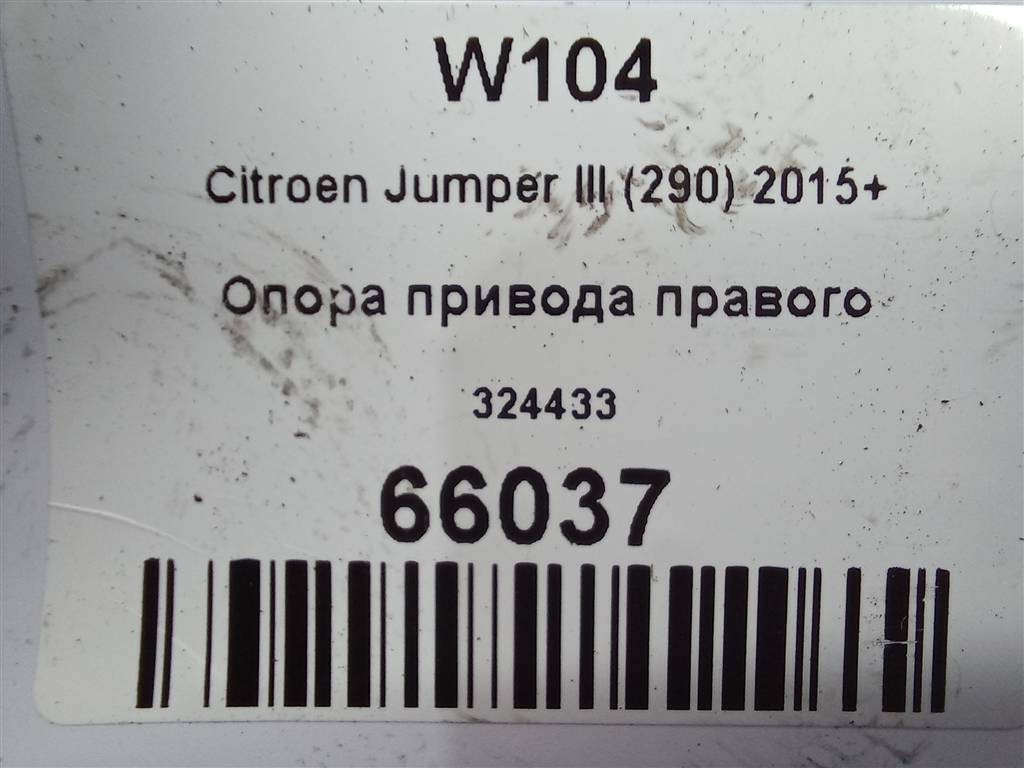 W104
Citroen Jumper III (290) 2015+
Опора привода правого
324433
66037